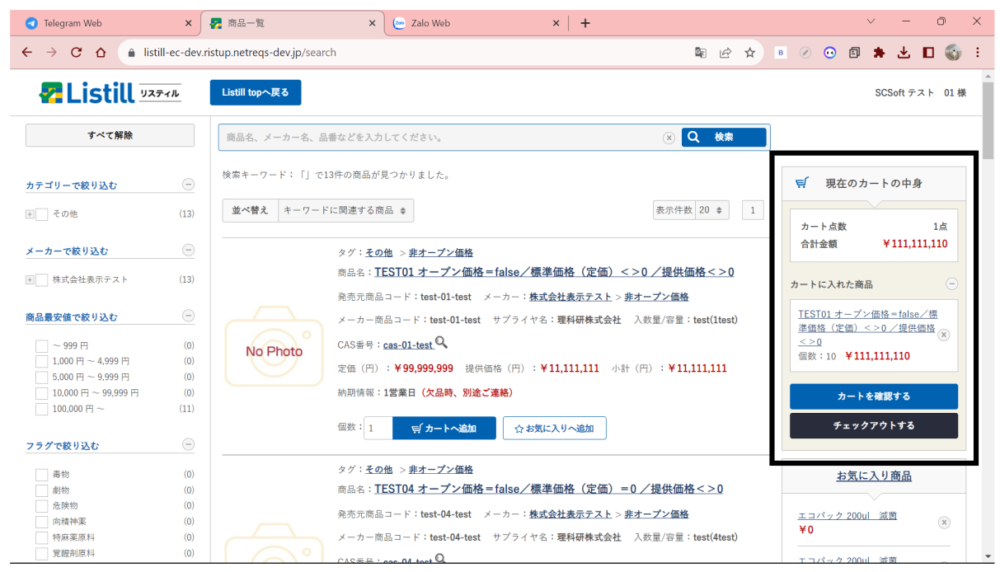 Telegram Web
商品一覧
Zalo Web
listill-ec-dev.ristup.netreqs-dev.jp/search
Listill リスティル
Listill topへ戻る
SCSoft テスト 01 様
すべて解除
カテゴリーで絞り込む
その他 (13)
メーカーで絞り込む
株式会社表示テスト (13)
商品最安値で絞り込む
～ 999 円 (0)
1,000 円 ～ 4,999 円 (0)
5,000 円 ～ 9,999 円 (0)
10,000 円 ～ 99,999 円 (0)
100,000 円 ～ (11)
フラグで絞り込む
毒物 (0)
劇物 (0)
危険物 (0)
向精神薬 (0)
特麻薬原料 (0)
覚醒剤原料 (0)
商品名、メーカー名、品番などを入力してください。
検索
検索キーワード：「」で13件の商品が見つかりました。
並べ替え キーワードに関連する商品
表示件数 20 1
No Photo
タグ：その他 ＞非オープン価格
商品名：TEST01 オープン価格＝false／標準価格（定価）＜＞0 ／提供価格＜＞0
発売元商品コード：test-01-test メーカー：株式会社表示テスト＞非オープン価格
メーカー商品コード：test-01-test サプライヤ名：理科研株式会社 入数量/容量：test(1test)
CAS番号：cas-01-test
定価（円）：￥99,999,999 提供価格（円）：￥11,111,111 小計（円）：￥11,111,111
納期情報：1営業日（欠品時、別途ご連絡）
個数： 1 カートへ追加 ☆お気に入りへ追加
タグ：その他 ＞非オープン価格
商品名：TEST04 オープン価格＝false／標準価格（定価）＝0 ／提供価格＜＞0
発売元商品コード：test-04-test メーカー：株式会社表示テスト＞非オープン価格
メーカー商品コード：test-04-test サプライヤ名：理科研株式会社 入数量/容量：test(4test)
CAS番号：cas-04-test
現在のカートの中身
カート点数 1点
合計金額 ￥111,111,110
カートに入れた商品
TEST01 オープン価格＝false／標
準価格（定価）＜＞0 ／提供価格
＜＞0
個数：10 ￥111,111,110
カートを確認する
チェックアウトする
お気に入り商品
エコパック 200ul 滅菌
￥0
エコパック 200ul 滅菌